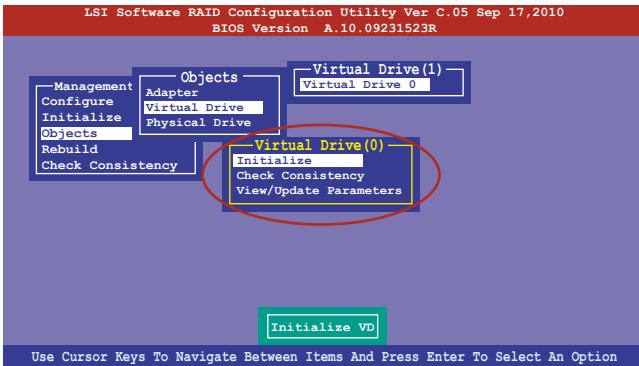 LSI Software RAID Configuration Utility Ver C.05 Sep 17,2010
BIOS Version A.10.09231523R
Management
Configure
Initialize
Objects
Rebuild
Check Consistency
Objects
Adapter
Virtual Drive
Physical Drive
Virtual Drive(1)
Virtual Drive 0
Virtual Drive(0)
Initialize
Check Consistency
View/Update Parameters
Initialize VD
Use Cursor Keys To Navigate Between Items And Press Enter To Select An Option